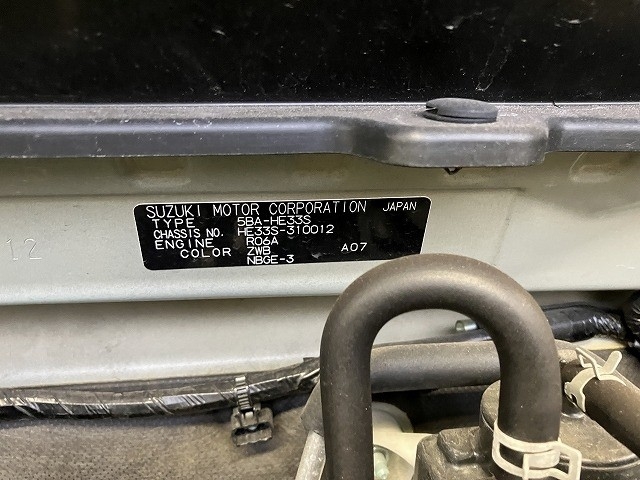 SUZUKI MOTOR CORPORATION JAPAN
TYPE 5BA-HE33S
CHASSIS NO. HE33S-310012
ENGINE R06A
COLOR ZWB A07
NBGE-3
12